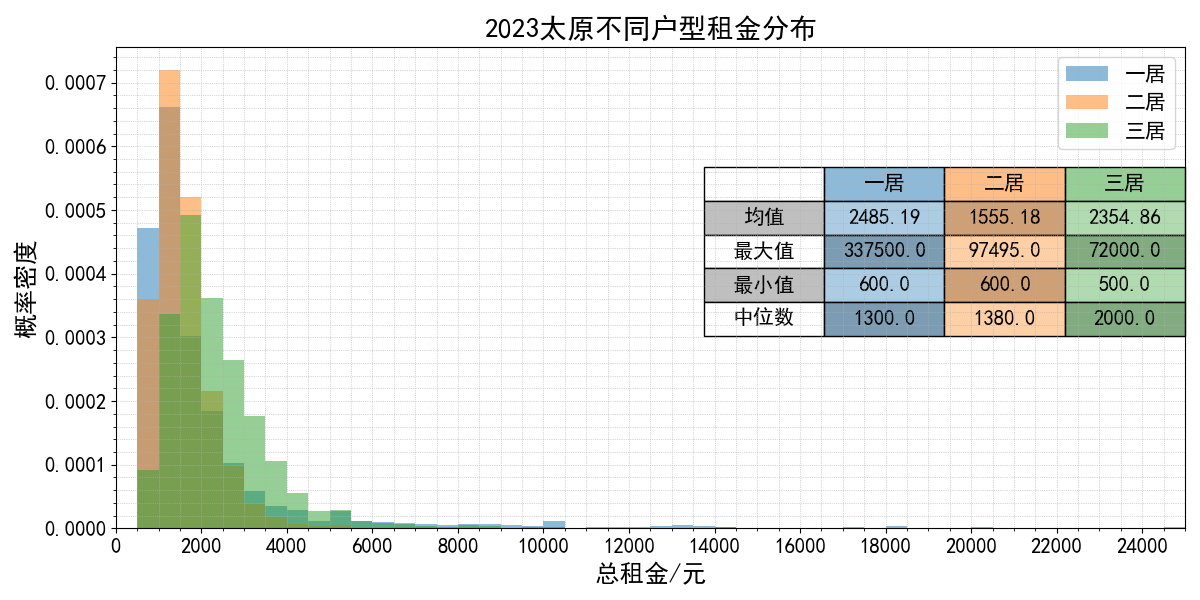 2023太原不同户型租金分布
概率密度
0.0007
0.0006
0.0005
0.0004
0.0003
0.0002
0.0001
0.0000
一居
二居
三居
一居 二居 三居
均值 2485.19 1555.18 2354.86
最大值 337500.0 97495.0 72000.0
最小值 600.0 600.0 500.0
中位数 1300.0 1380.0 2000.0
0 2000 4000 6000 8000 10000 12000 14000 16000 18000 20000 22000 24000
总租金/元